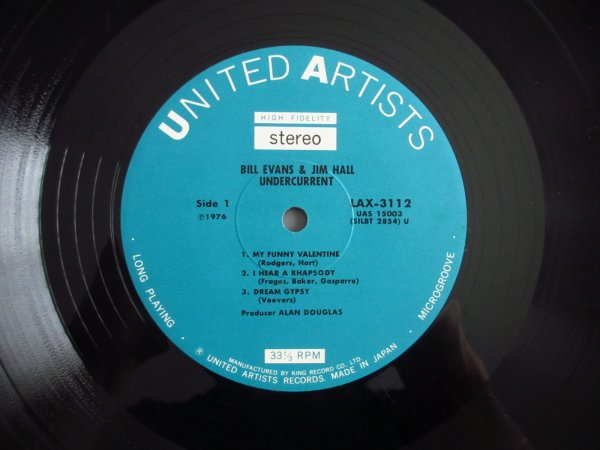 UNITED ARTISTS
HIGH FIDELITY
stereo
BILL EVANS & JIM HALL
UNDERCURRENT
Side 1
Ⓟ1976
LAX-3112
UAS 15003
(SILBT 2854) U
1. MY FUNNY VALENTINE
(Rodgers, Hart)
2. I HEAR A RHAPSODY
(Fragos, Baker, Gasparre)
3. DREAM GYPSY
(Veevers)
Producer ALAN DOUGLAS
· LONG PLAYING ·
· MICROGROOVE ·
33⅓ RPM
MANUFACTURED BY KING RECORD CO. LTD.
® UNITED ARTISTS RECORDS. MADE IN JAPAN